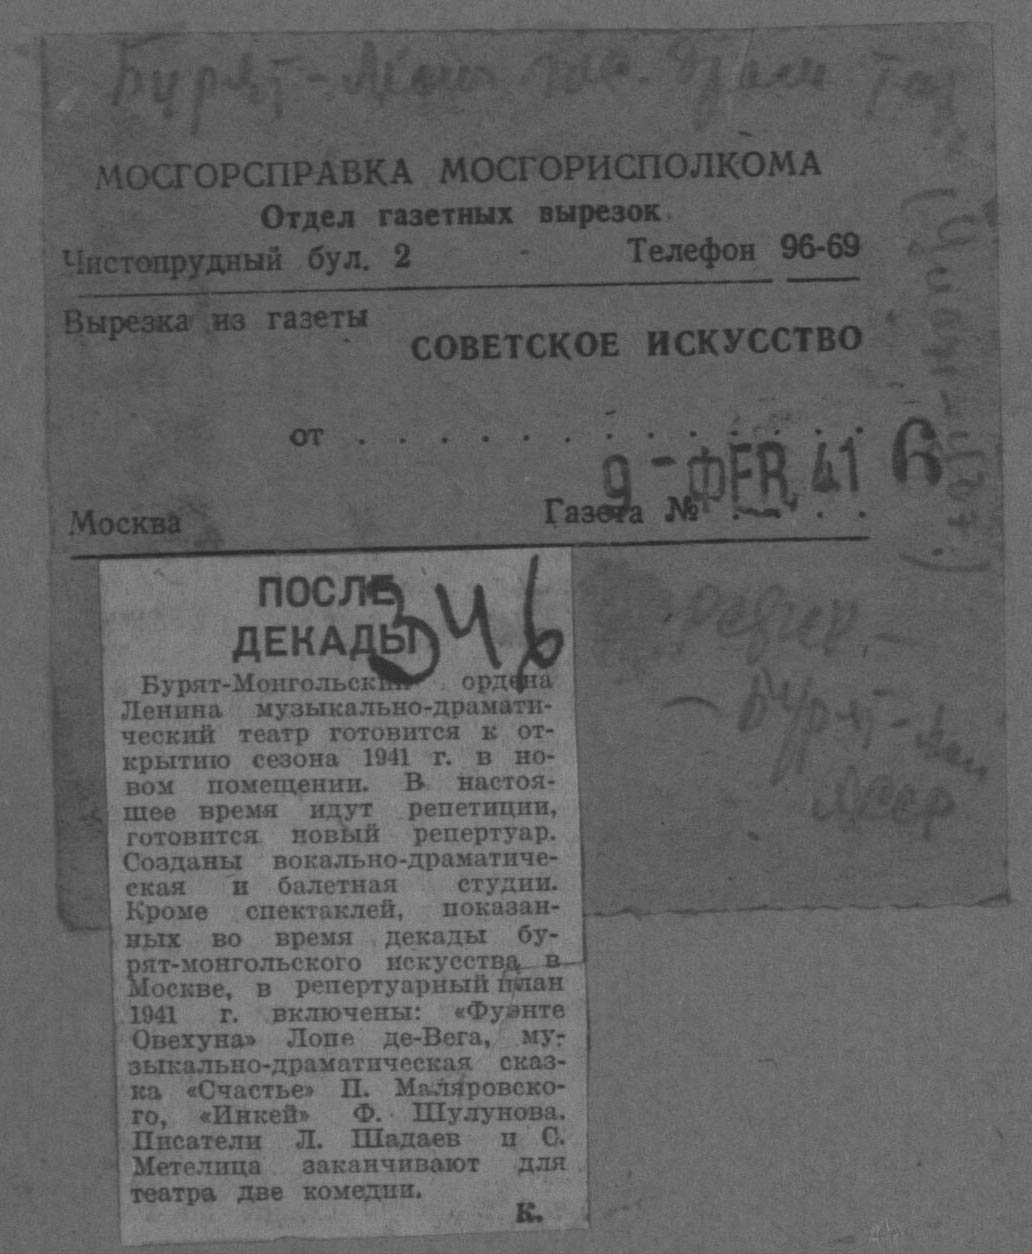 Бурят-
МОСГОРСПРАВКА МОСГОРИСПОЛКОМА
Отдел газетных вырезок
Чистопрудный бул. 2 Телефон 96-69
Вырезка из газеты
СОВЕТСКОЕ ИСКУССТВО
от . . . . . . . . . . . . .
9 - ФЕВ 41 6
Москва Газета № . . . .
ПОСЛЕ
ДЕКАДЫ
346
Бурят-Монгольский ордена
Ленина музыкально-драмати-
ческий театр готовится к от-
крытию сезона 1941 г. в но-
вом помещении. В настоя-
щее время идут репетиции,
готовится новый репертуар.
Созданы вокально-драматиче-
ская и балетная студии.
Кроме спектаклей, показан-
ных во время декады бу-
рят-монгольского искусства в
Москве, в репертуарный план
1941 г. включены: «Фуэнте
Овехуна» Лопе де-Вега, му-
зыкально-драматическая сказ-
ка «Счастье» П. Маляровско-
го, «Инкей» Ф. Шулунова.
Писатели Л. Шадаев и С.
Метелица заканчивают для
театра две комедии.
К.
- Бурят-
АССР